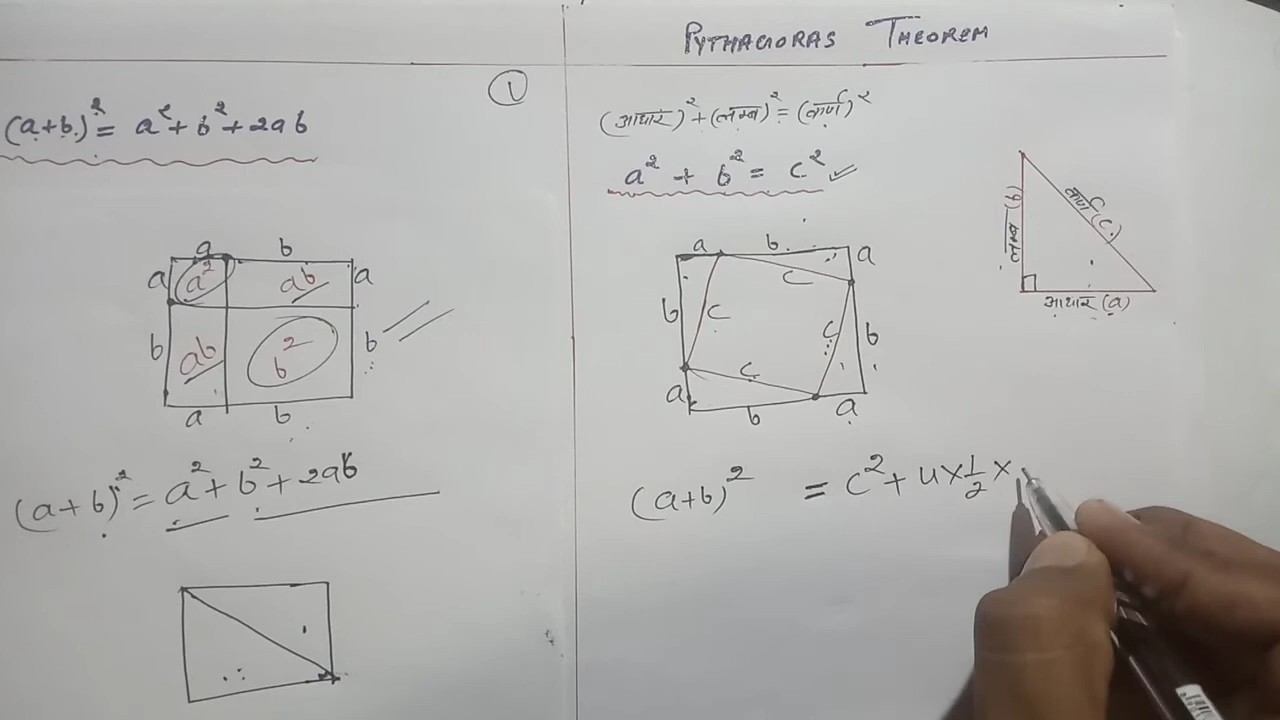 PYTHAGORAS THEOREM
1
(a+b)² = a² + b² + 2ab
a b
a a² ab a
b ab b² b
a b
(a+b)² = a² + b² + 2ab
(आधार)² + (लम्ब)² = (कर्ण)²
a² + b² = c²
लम्ब (b)
कर्ण (c)
आधार (a)
a b a
c
b c c b
c
a b a
(a+b)² = c² + 4×1/2×